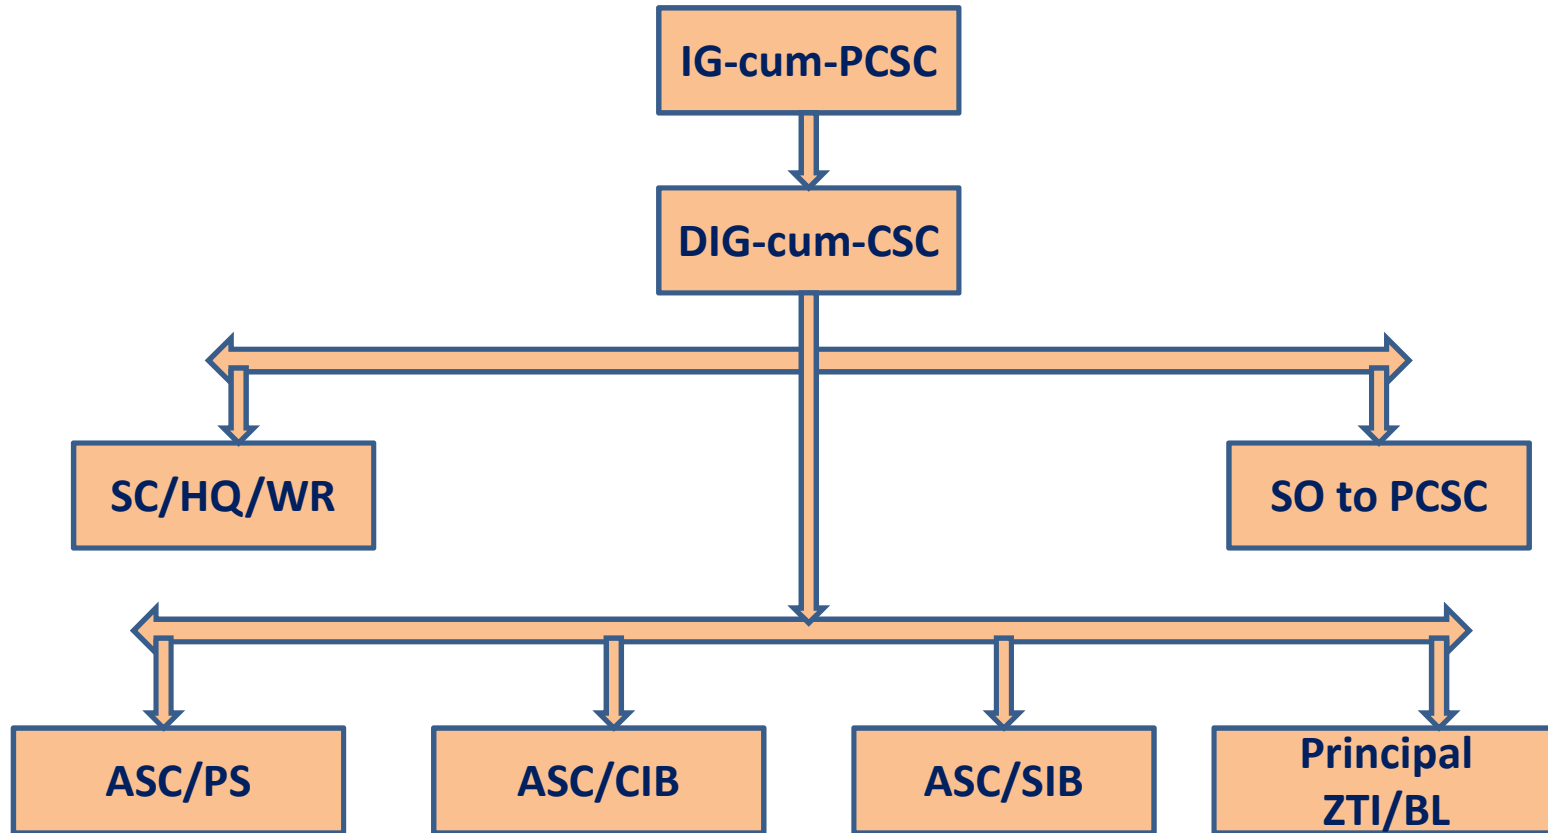 IG-cum-PCSC
DIG-cum-CSC
SC/HQ/WR
SO to PCSC
ASC/PS
ASC/CIB
ASC/SIB
Principal
ZTI/BL